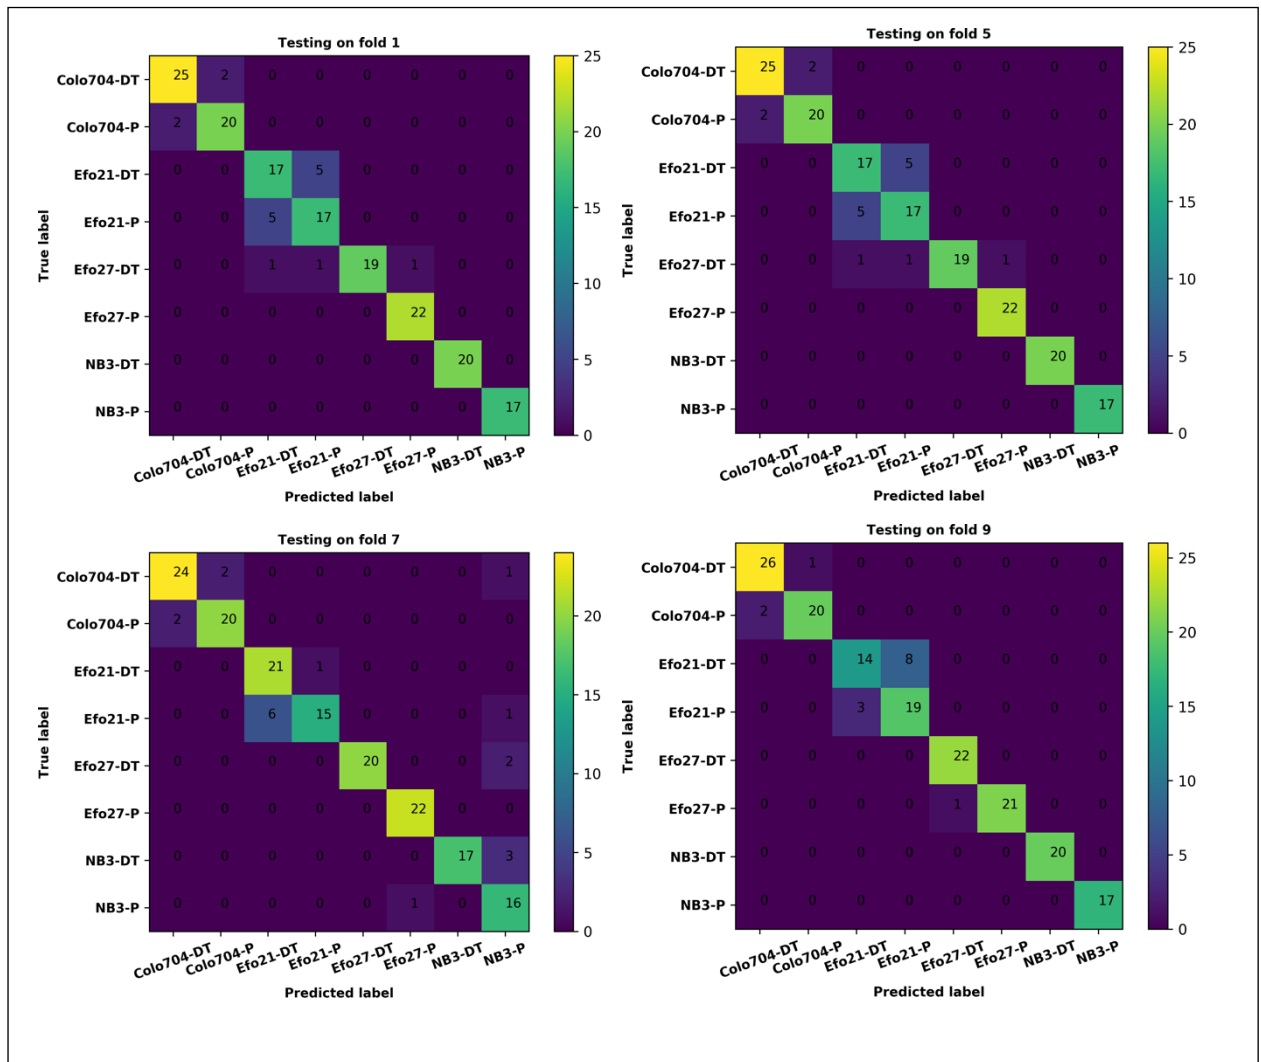 Testing on fold 1
True label
Colo704-DT 25 2 0 0 0 0 0 0
Colo704-P 2 20 0 0 0 0 0 0
Efo21-DT 0 0 17 5 0 0 0 0
Efo21-P 0 0 5 17 0 0 0 0
Efo27-DT 0 0 1 1 19 1 0 0
Efo27-P 0 0 0 0 0 22 0 0
NB3-DT 0 0 0 0 0 0 20 0
NB3-P 0 0 0 0 0 0 0 17
Colo704-DT Colo704-P Efo21-DT Efo21-P Efo27-DT Efo27-P NB3-DT NB3-P
Predicted label
25
20
15
10
5
0
Testing on fold 5
True label
Colo704-DT 25 2 0 0 0 0 0 0
Colo704-P 2 20 0 0 0 0 0 0
Efo21-DT 0 0 17 5 0 0 0 0
Efo21-P 0 0 5 17 0 0 0 0
Efo27-DT 0 0 1 1 19 1 0 0
Efo27-P 0 0 0 0 0 22 0 0
NB3-DT 0 0 0 0 0 0 20 0
NB3-P 0 0 0 0 0 0 0 17
Colo704-DT Colo704-P Efo21-DT Efo21-P Efo27-DT Efo27-P NB3-DT NB3-P
Predicted label
25
20
15
10
5
0
Testing on fold 7
True label
Colo704-DT 24 2 0 0 0 0 0 1
Colo704-P 2 20 0 0 0 0 0 0
Efo21-DT 0 0 21 1 0 0 0 0
Efo21-P 0 0 6 15 0 0 0 1
Efo27-DT 0 0 0 0 20 0 0 2
Efo27-P 0 0 0 0 0 22 0 0
NB3-DT 0 0 0 0 0 0 17 3
NB3-P 0 0 0 0 0 1 0 16
Colo704-DT Colo704-P Efo21-DT Efo21-P Efo27-DT Efo27-P NB3-DT NB3-P
Predicted label
20
15
10
5
0
Testing on fold 9
True label
Colo704-DT 26 1 0 0 0 0 0 0
Colo704-P 2 20 0 0 0 0 0 0
Efo21-DT 0 0 14 8 0 0 0 0
Efo21-P 0 0 3 19 0 0 0 0
Efo27-DT 0 0 0 0 22 0 0 0
Efo27-P 0 0 0 0 1 21 0 0
NB3-DT 0 0 0 0 0 0 20 0
NB3-P 0 0 0 0 0 0 0 17
Colo704-DT Colo704-P Efo21-DT Efo21-P Efo27-DT Efo27-P NB3-DT NB3-P
Predicted label
25
20
15
10
5
0